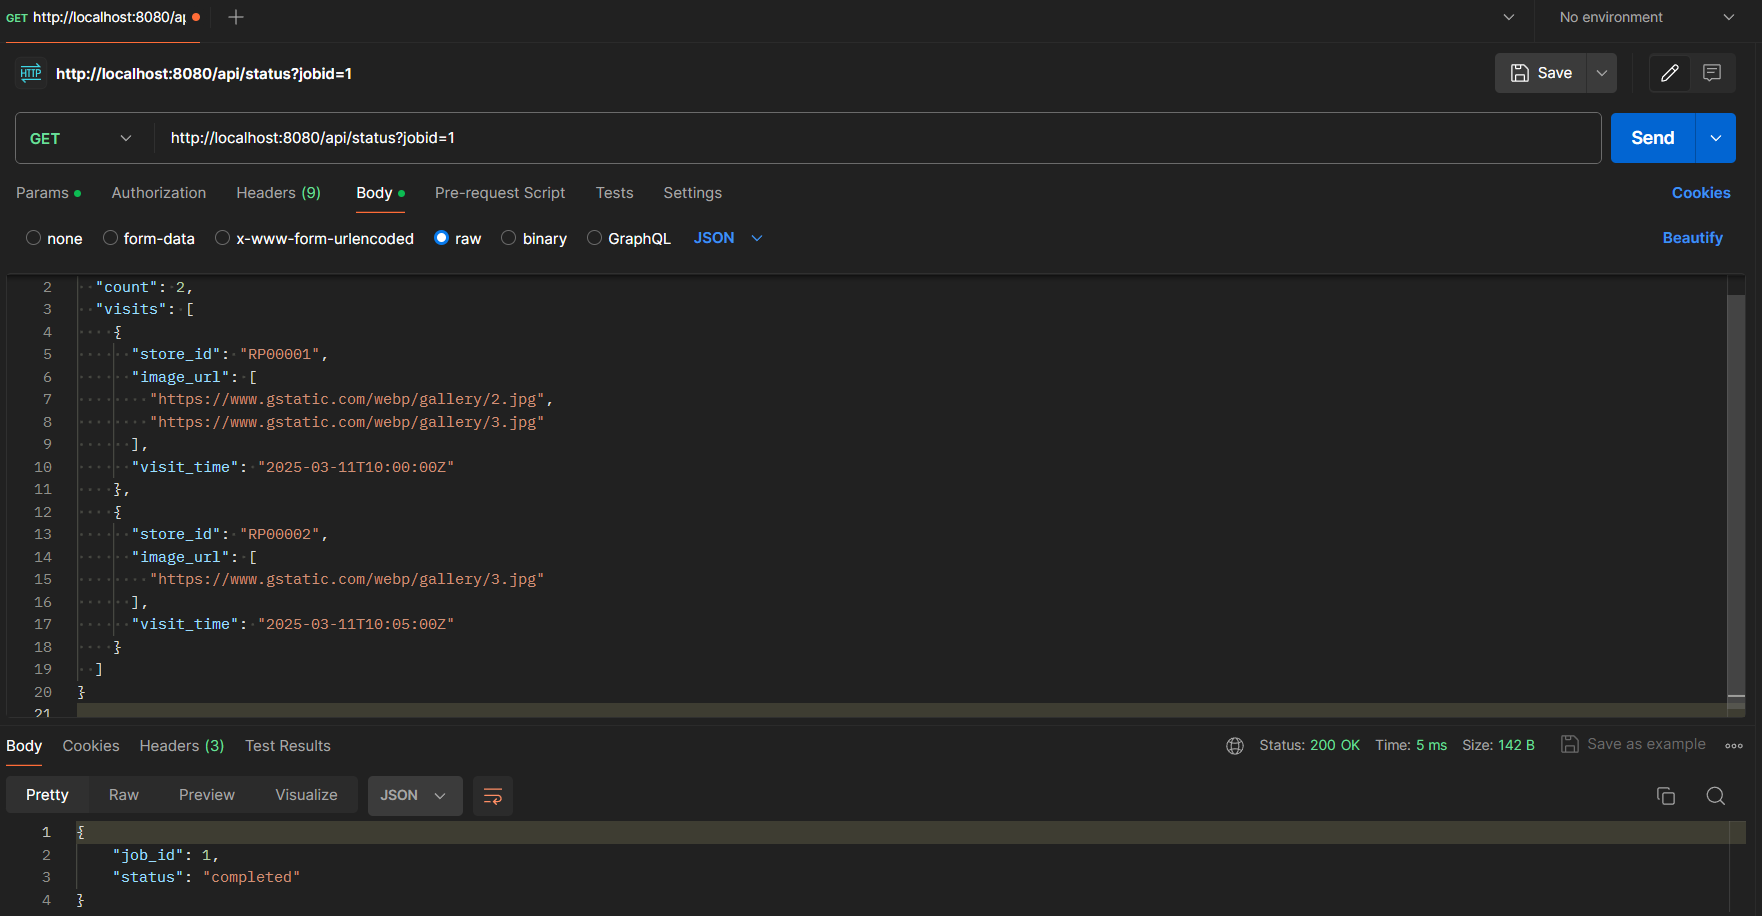 GET http://localhost:8080/ap
No environment
HTTP http://localhost:8080/api/status?jobid=1
Save
GET http://localhost:8080/api/status?jobid=1
Send
Params Authorization Headers (9) Body Pre-request Script Tests Settings Cookies
none form-data x-www-form-urlencoded raw binary GraphQL JSON Beautify
2 "count": 2,
3 "visits": [
4 {
5 "store_id": "RP00001",
6 "image_url": [
7 "https://www.gstatic.com/webp/gallery/2.jpg",
8 "https://www.gstatic.com/webp/gallery/3.jpg"
9 ],
10 "visit_time": "2025-03-11T10:00:00Z"
11 },
12 {
13 "store_id": "RP00002",
14 "image_url": [
15 "https://www.gstatic.com/webp/gallery/3.jpg"
16 ],
17 "visit_time": "2025-03-11T10:05:00Z"
18 }
19 ]
20 }
21
Body Cookies Headers (3) Test Results Status: 200 OK Time: 5 ms Size: 142 B Save as example
Pretty Raw Preview Visualize JSON
1 {
2 "job_id": 1,
3 "status": "completed"
4 }